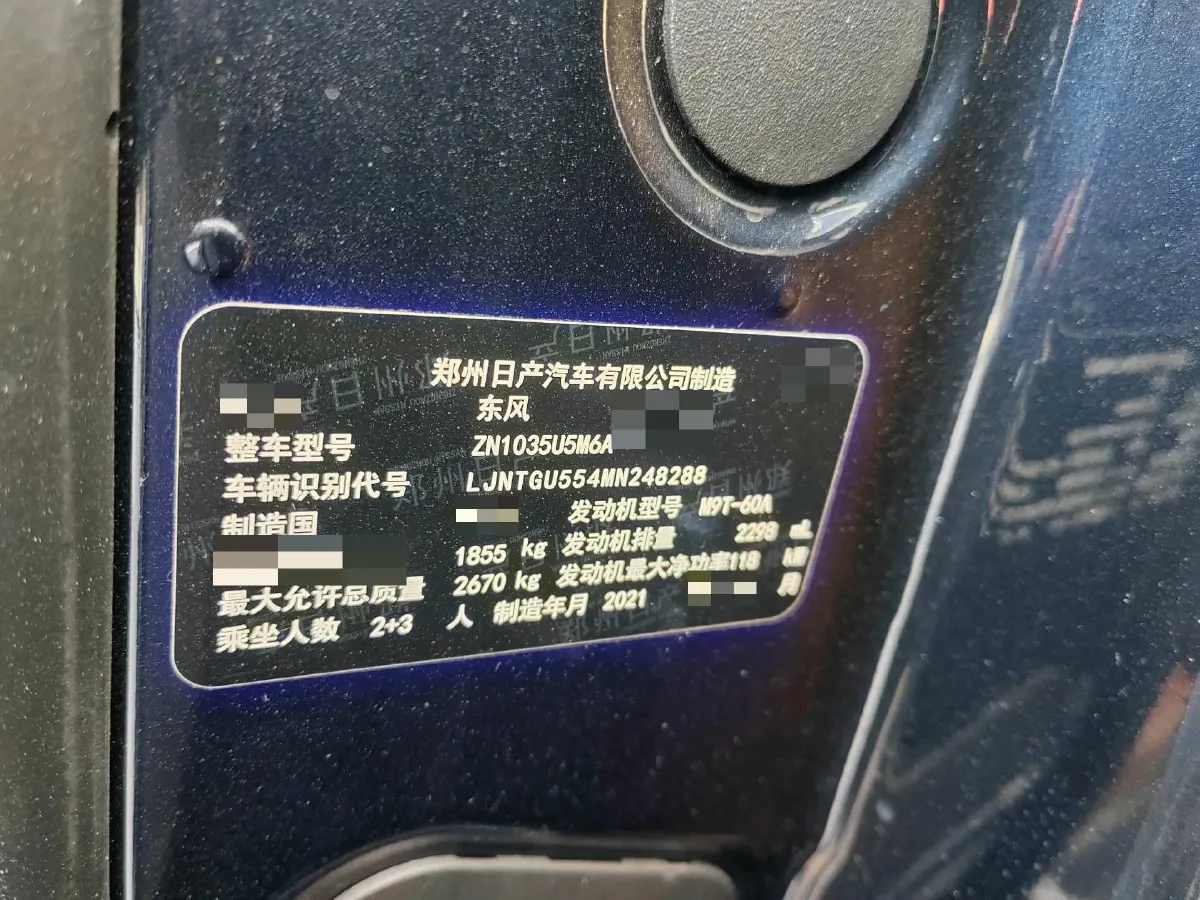 郑州日产汽车有限公司制造
东风
整车型号 ZN1035U5M6A
车辆识别代号 LJNTGU554MN248288
制造国 发动机型号 M9T-60A
1855 kg 发动机排量 2298 mL
最大允许总质量 2670 kg 发动机最大净功率118 kW
乘坐人数 2+3 人 制造年月 2021 月